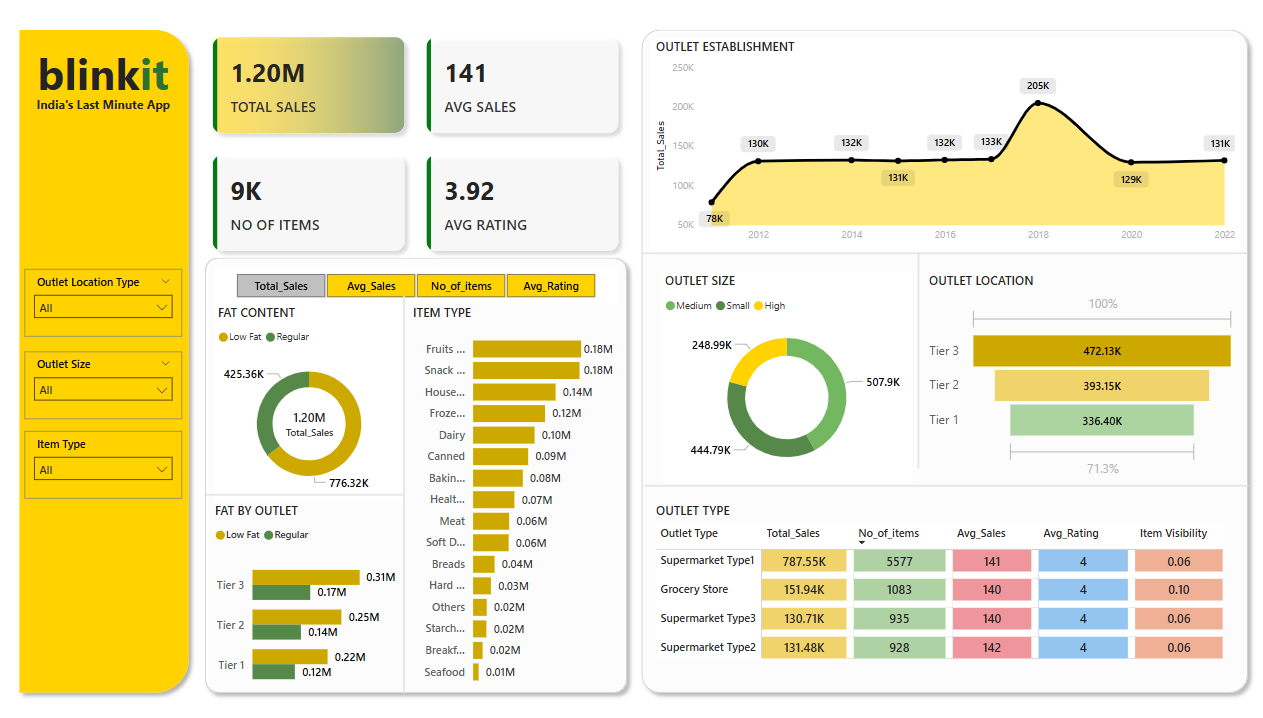 blinkit
India's Last Minute App
Outlet Location Type
All
Outlet Size
All
Item Type
All
1.20M
TOTAL SALES
141
AVG SALES
9K
NO OF ITEMS
3.92
AVG RATING
Total_Sales Avg_Sales No_of_items Avg_Rating
FAT CONTENT
Low Fat Regular
425.36K
1.20M
Total_Sales
776.32K
FAT BY OUTLET
Low Fat Regular
Tier 3 0.31M
0.17M
Tier 2 0.25M
0.14M
Tier 1 0.22M
0.12M
ITEM TYPE
Fruits ... 0.18M
Snack ... 0.18M
House... 0.14M
Froze... 0.12M
Dairy 0.10M
Canned 0.09M
Bakin... 0.08M
Healt... 0.07M
Meat 0.06M
Soft D... 0.06M
Breads 0.04M
Hard ... 0.03M
Others 0.02M
Starch... 0.02M
Breakf... 0.02M
Seafood 0.01M
OUTLET ESTABLISHMENT
Total_Sales
250K
200K
150K
100K
50K
78K
130K
132K
131K
132K
133K
205K
129K
131K
2012 2014 2016 2018 2020 2022
OUTLET SIZE
Medium Small High
248.99K
507.9K
444.79K
OUTLET LOCATION
100%
Tier 3 472.13K
Tier 2 393.15K
Tier 1 336.40K
71.3%
OUTLET TYPE
Outlet Type Total_Sales No_of_items Avg_Sales Avg_Rating Item Visibility
Supermarket Type1 787.55K 5577 141 4 0.06
Grocery Store 151.94K 1083 140 4 0.10
Supermarket Type3 130.71K 935 140 4 0.06
Supermarket Type2 131.48K 928 142 4 0.06